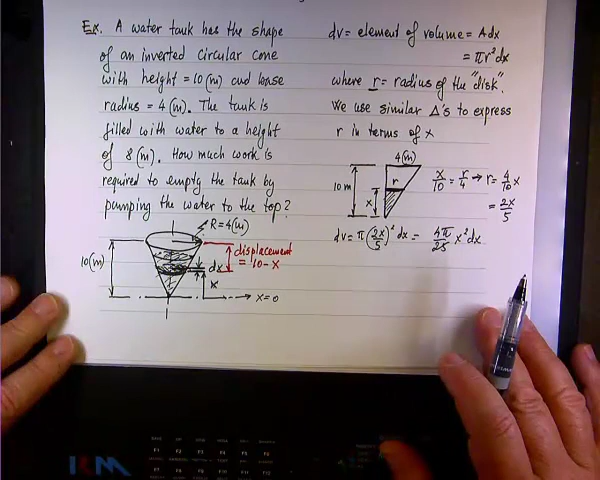 Ex. A water tank has the shape
of an inverted circular cone
with height = 10 (m) and base
radius = 4 (m). The tank is
filled with water to a height
of 8 (m). How much work is
required to empty the tank by
pumping the water to the top?
R = 4(m)
10(m)
displacement
= 10 - x
dx
x
x = 0
dv = element of volume = A dx
= πr²dx
where r = radius of the "disk".
We use similar Δ's to express
r in terms of x
4(m)
10 m
r
x
x/10 = r/4 → r = 4/10 x
= 2x/5
dv = π(2x/5)² dx = 4π/25 x² dx